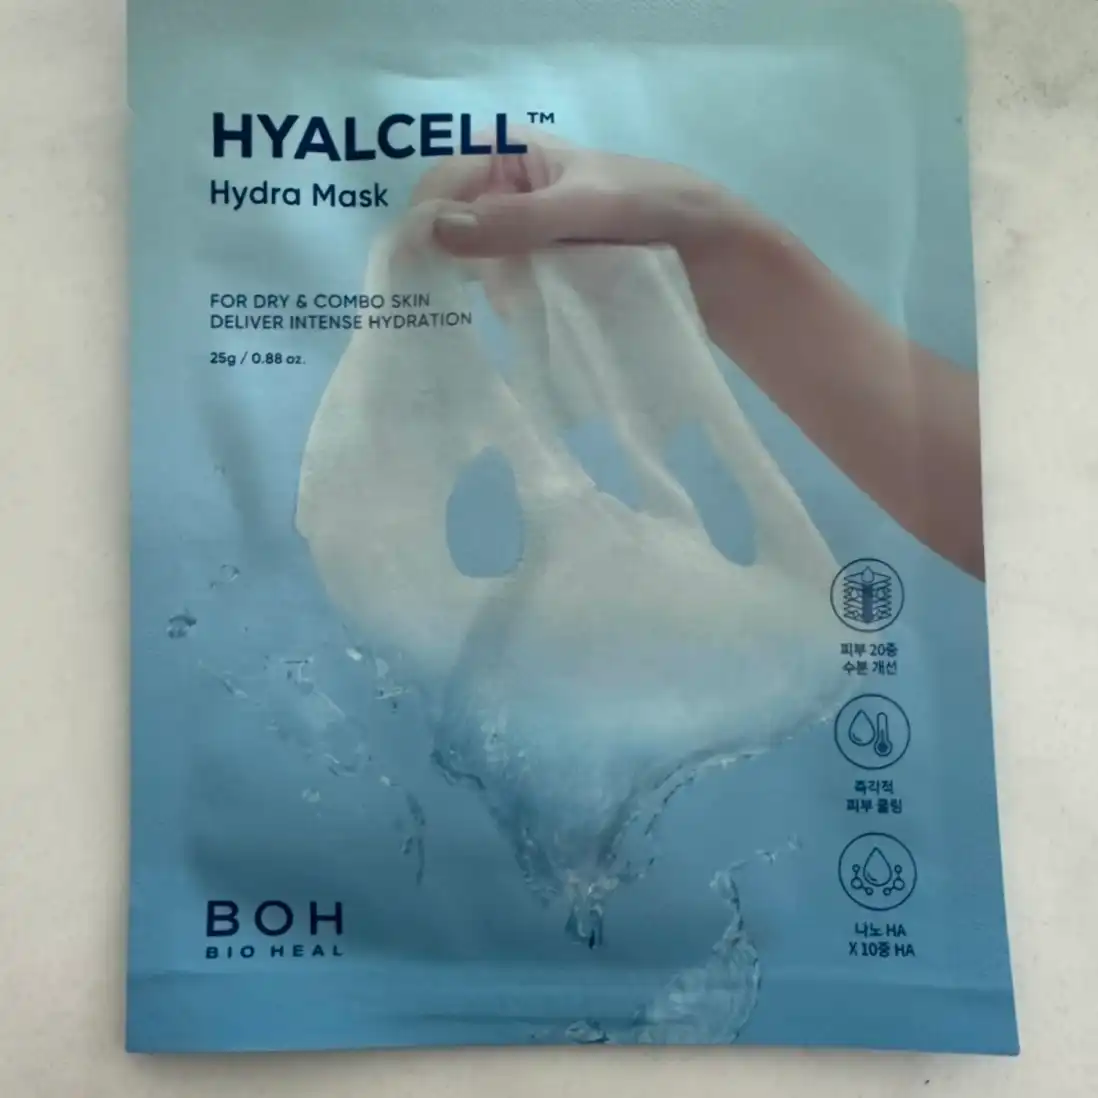 HYALCELL™
Hydra Mask
FOR DRY & COMBO SKIN
DELIVER INTENSE HYDRATION
25g / 0.88 oz.
피부 20층
수분 개선
즉각적
피부 쿨링
나노 HA
X 10중 HA
BOH
BIO HEAL